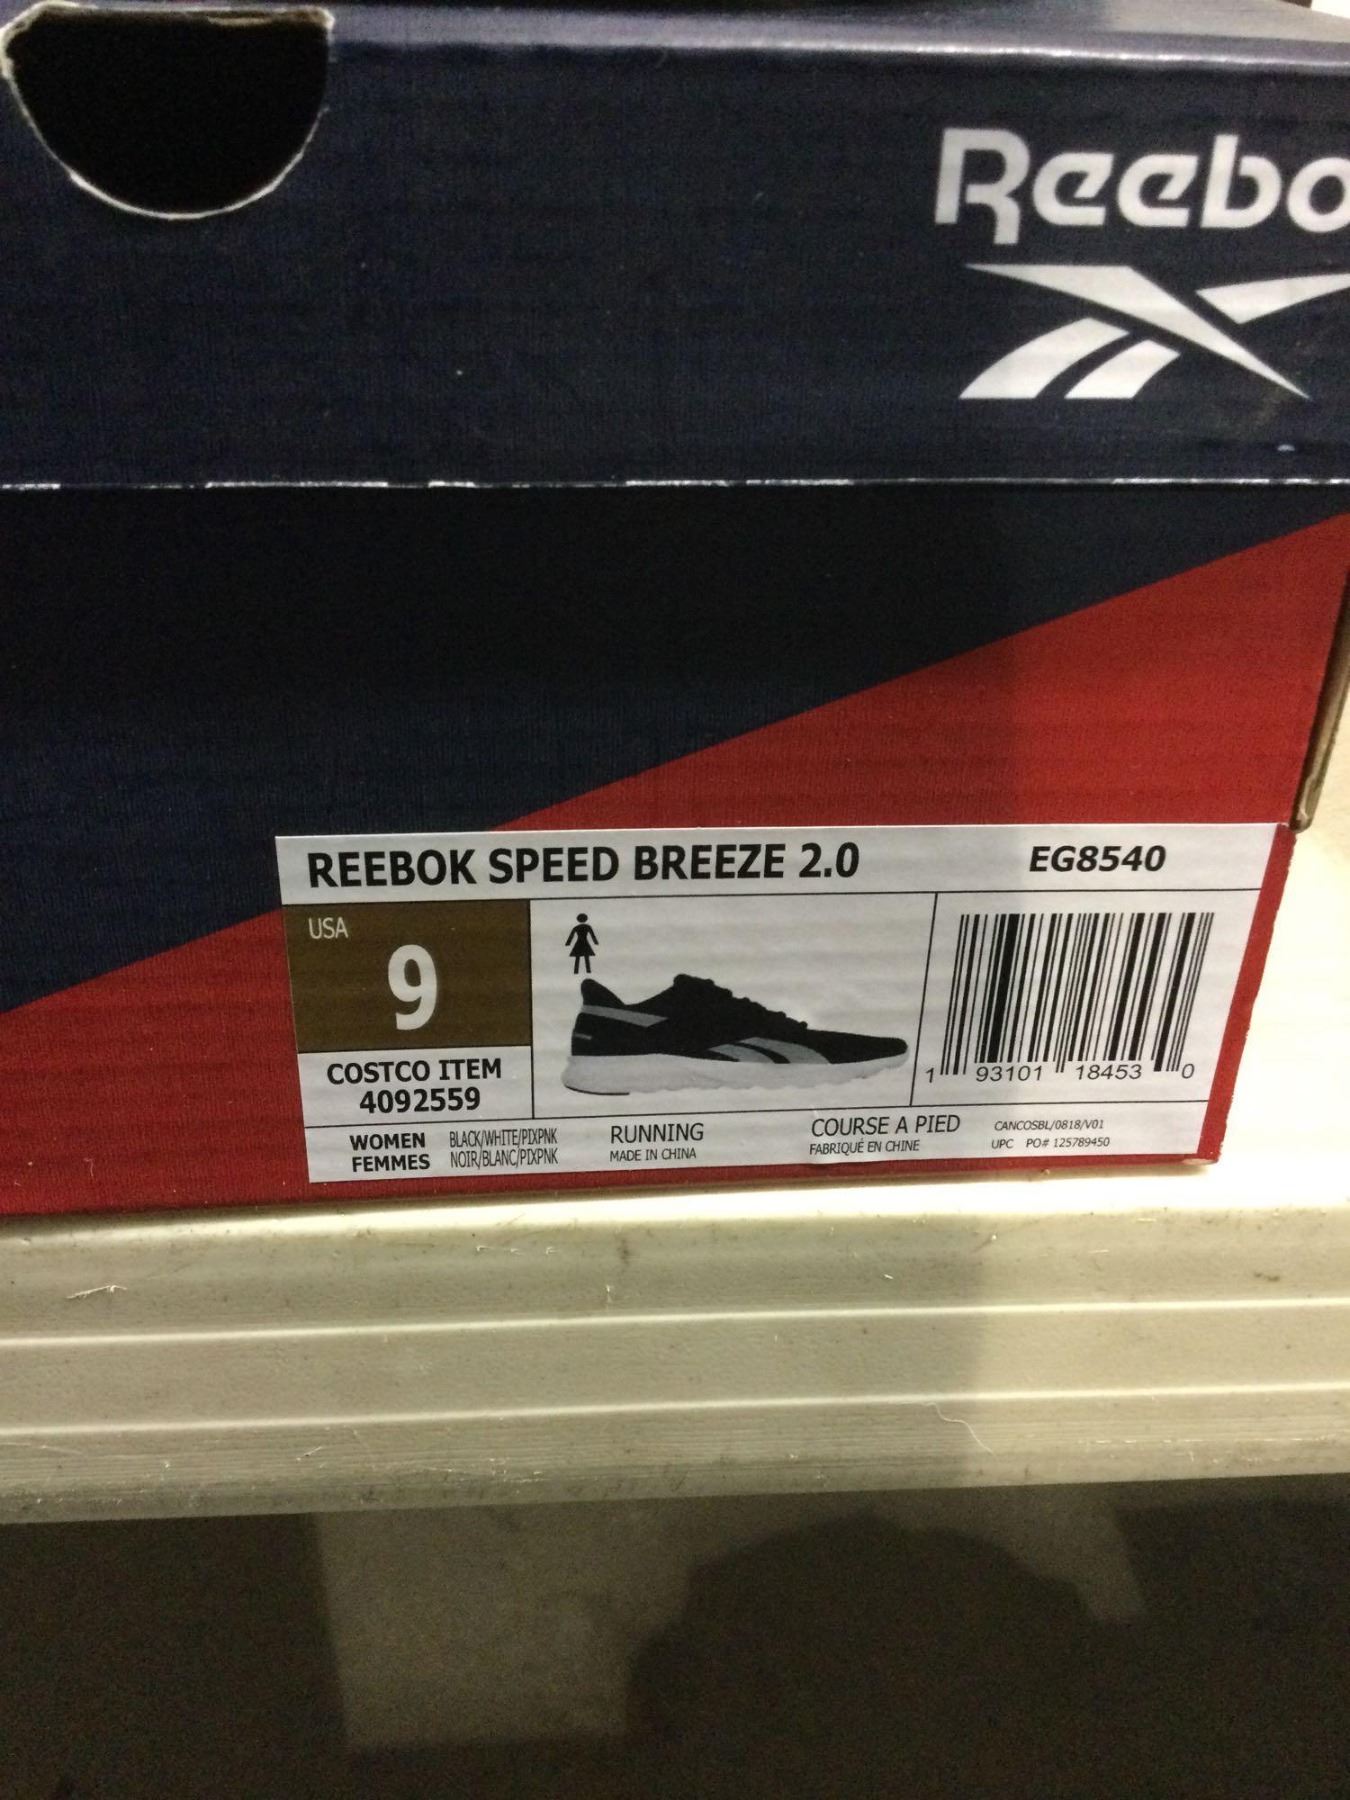 Reebo
REEBOK SPEED BREEZE 2.0 EG8540
USA
9
COSTCO ITEM
4092559
1 93101 18453 0
WOMEN BLACK/WHITE/PIXPNK
FEMMES NOIR/BLANC/PIXPNK
RUNNING
MADE IN CHINA
COURSE A PIED
FABRIQUÉ EN CHINE
CANCOSBL/0818/V01
UPC PO# 125789450